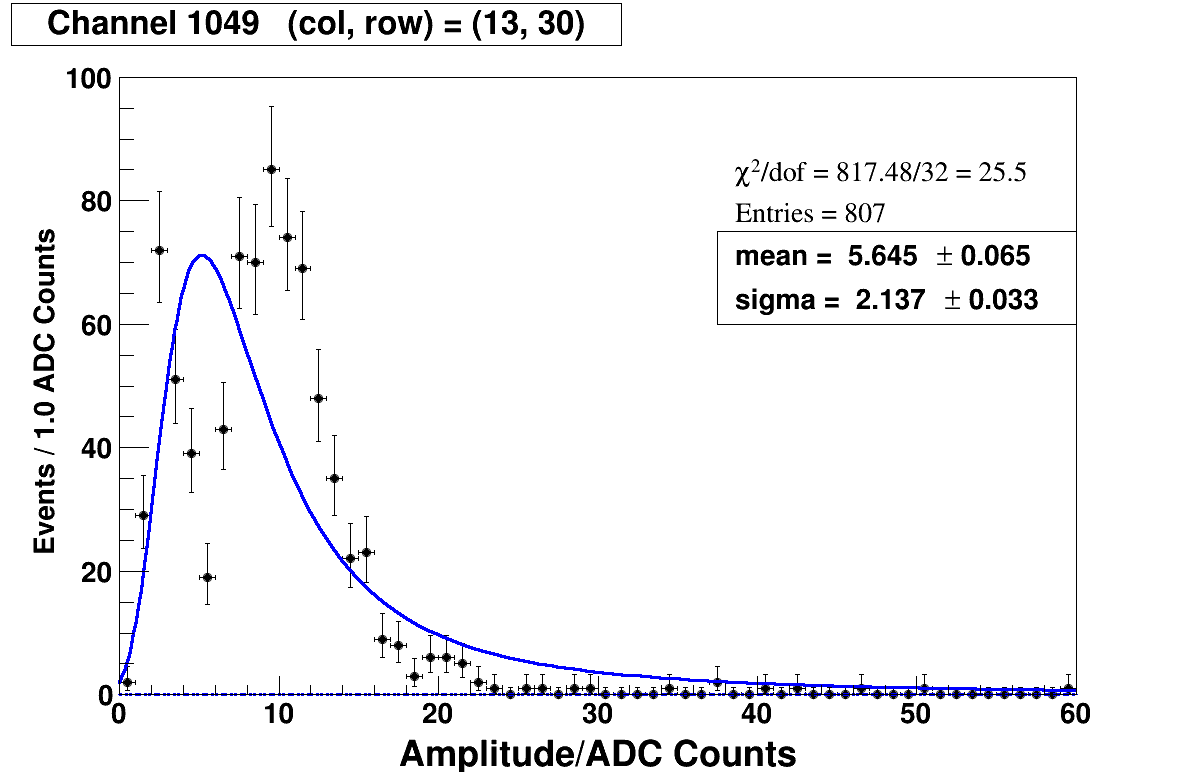 Channel 1049 (col, row) = (13, 30)
100
80
60
40
20
0
Events / 1.0 ADC Counts
χ²/dof = 817.48/32 = 25.5
Entries = 807
mean = 5.645 ± 0.065
sigma = 2.137 ± 0.033
0 10 20 30 40 50 60
Amplitude/ADC Counts